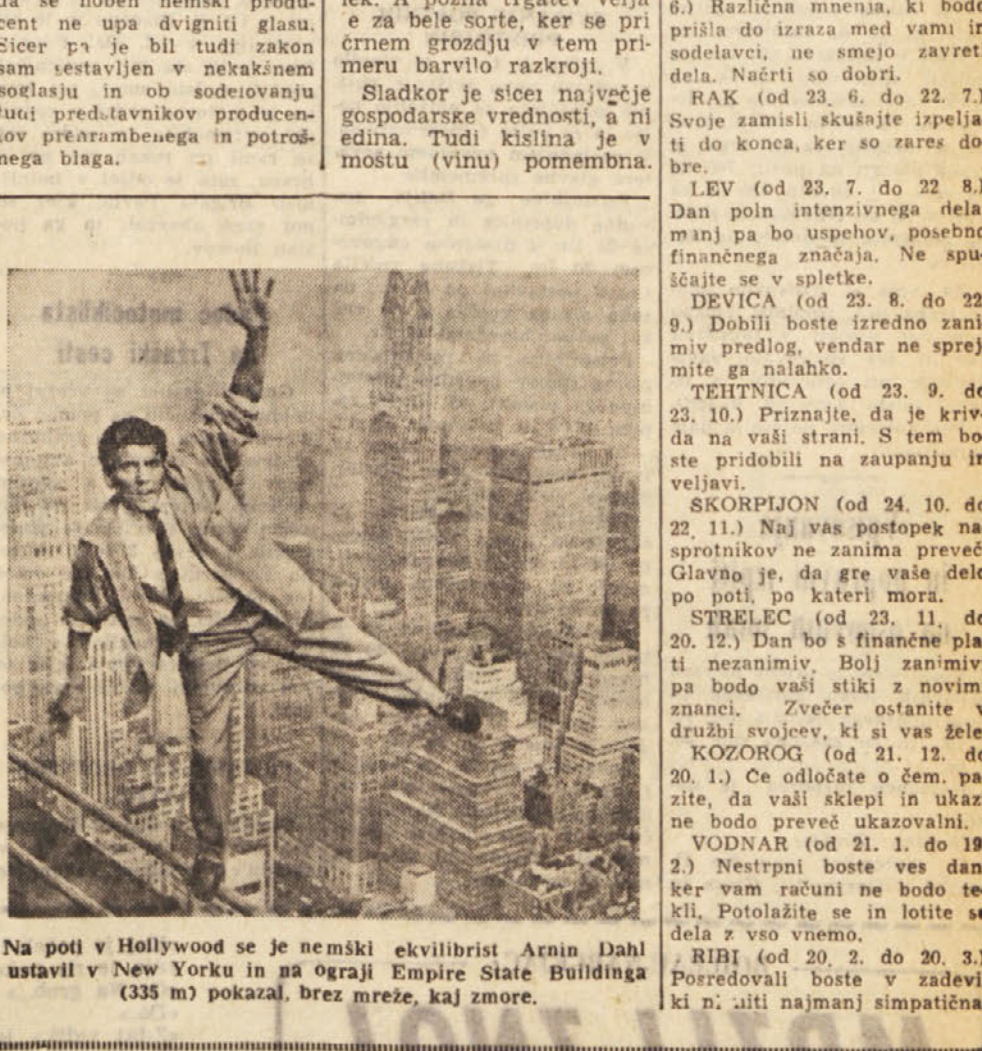 da se noben nemški produ-
cent ne upa dvigniti glasu.
Sicer pa je bil tudi zakon
sam sestavljen v nekakšnem
soglasju in ob sodelovanju
tudi predstavnikov producen-
tov prehrambenega in potroš-
nega blaga.
lek. A pozna trgatev velja
e za bele sorte, ker se pri
črnem grozdju v tem pri-
meru barvilo razkroji.
Sladkor je sicer največje
gospodarske vrednosti, a ni
edina. Tudi kislina je v
moštu (vinu) pomembna.
Na poti v Hollywood se je nemški ekvilibrist Arnin Dahl
ustavil v New Yorku in na ograji Empire State Buildinga
(335 m) pokazal, brez mreže, kaj zmore.
6.) Različna mnenja, ki bodo
prišla do izraza med vami in
sodelavci, ne smejo zavret
dela. Načrti so dobri.
RAK (od 23. 6. do 22. 7.)
Svoje zamisli skušajte izpelja
ti do konca, ker so zares do
bre.
LEV (od 23. 7. do 22 8.)
Dan poln intenzivnega dela
manj pa bo uspehov, posebno
finančnega značaja. Ne spu-
ščajte se v spletke.
DEVICA (od 23. 8. do 22
9.) Dobili boste izredno zani
miv predlog, vendar ne sprej
mite ga nalahko.
TEHTNICA (od 23. 9. do
23. 10.) Priznajte, da je kriv-
da na vaši strani. S tem bo
ste pridobili na zaupanju in
veljavi.
SKORPIJON (od 24. 10. do
22. 11.) Naj vas postopek na
sprotnikov ne zanima preveč
Glavno je, da gre vaše delo
po poti, po kateri mora.
STRELEC (od 23. 11. do
20. 12.) Dan bo s finančne pla
ti nezanimiv. Bolj zanimiv
pa bodo vaši stiki z novim
znanci. Zvečer ostanite v
družbi svojcev, ki si vas žele
KOZOROG (od 21. 12. do
20. 1.) Če odločate o čem. pa
zite, da vaši sklepi in ukaz
ne bodo preveč ukazovalni.
VODNAR (od 21. 1. do 19
2.) Nestrpni boste ves dan
ker vam računi ne bodo te
kli. Potolažite se in lotite se
dela z vso vnemo.
RIBI (od 20. 2. do 20. 3.)
Posredovali boste v zadevi
ki ni niti najmanj simpatična